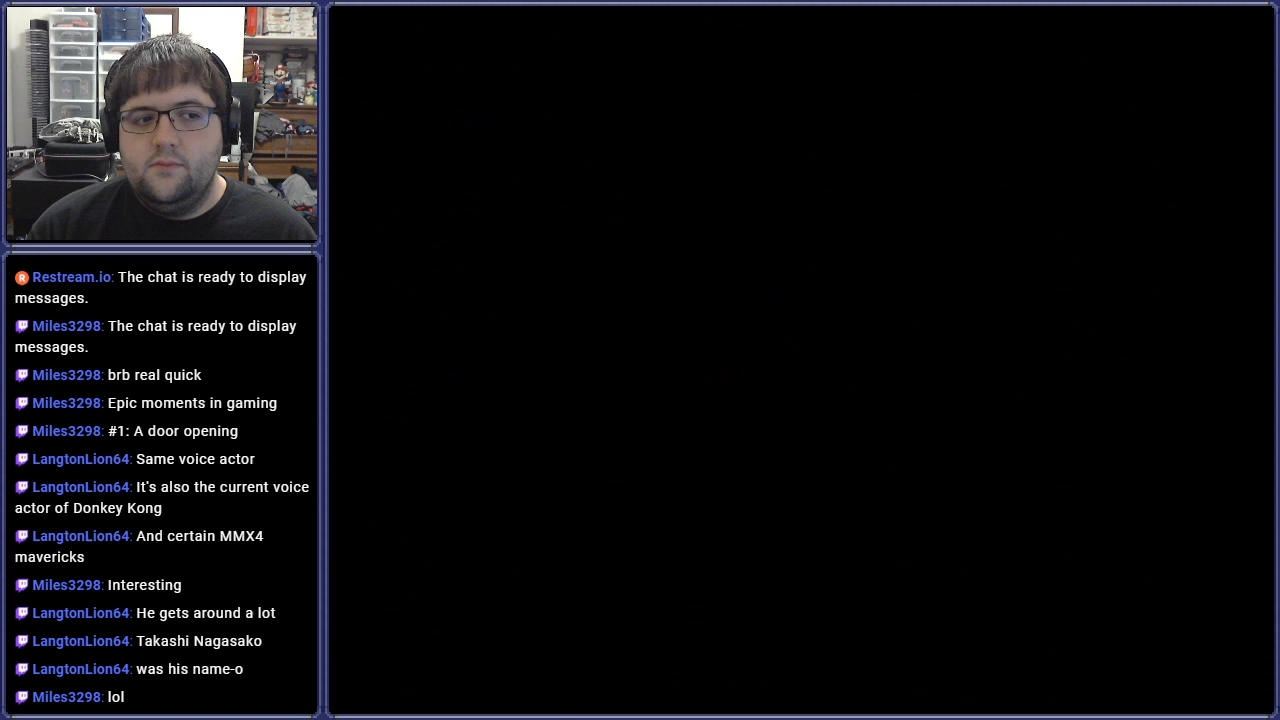 Restream.io: The chat is ready to display
messages.
Miles3298: The chat is ready to display
messages.
Miles3298: brb real quick
Miles3298: Epic moments in gaming
Miles3298: #1: A door opening
LangtonLion64: Same voice actor
LangtonLion64: It's also the current voice
actor of Donkey Kong
LangtonLion64: And certain MMX4
mavericks
Miles3298: Interesting
LangtonLion64: He gets around a lot
LangtonLion64: Takashi Nagasako
LangtonLion64: was his name-o
Miles3298: lol